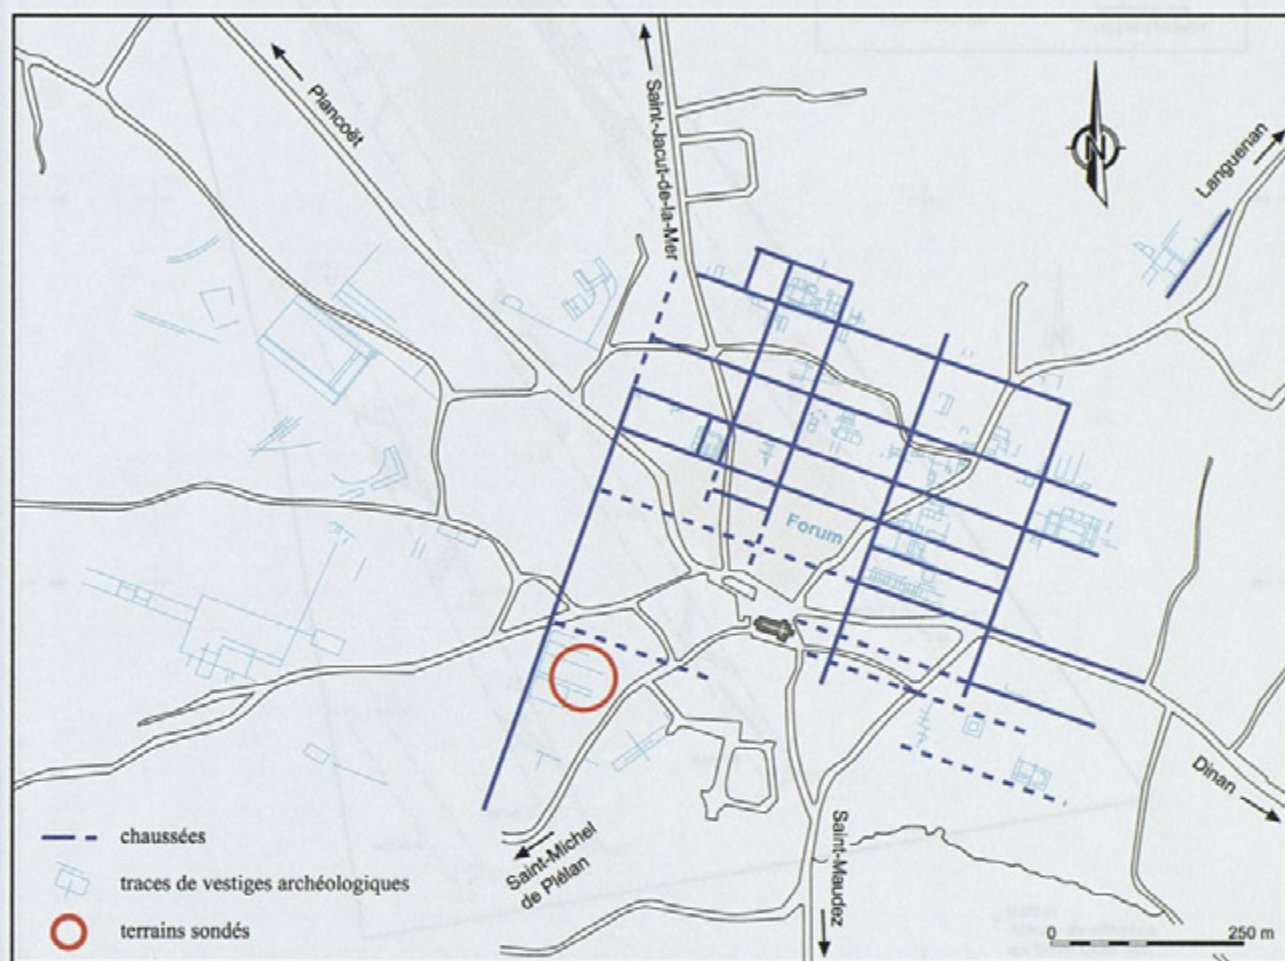 Plancoët
Saint-Jacut-de-la-Mer
N
Languenan
Forum
Dinan
Saint-Michel
de Plélan
Saint-Maudez
chaussées
traces de vestiges archéologiques
terrains sondés
0 250 m